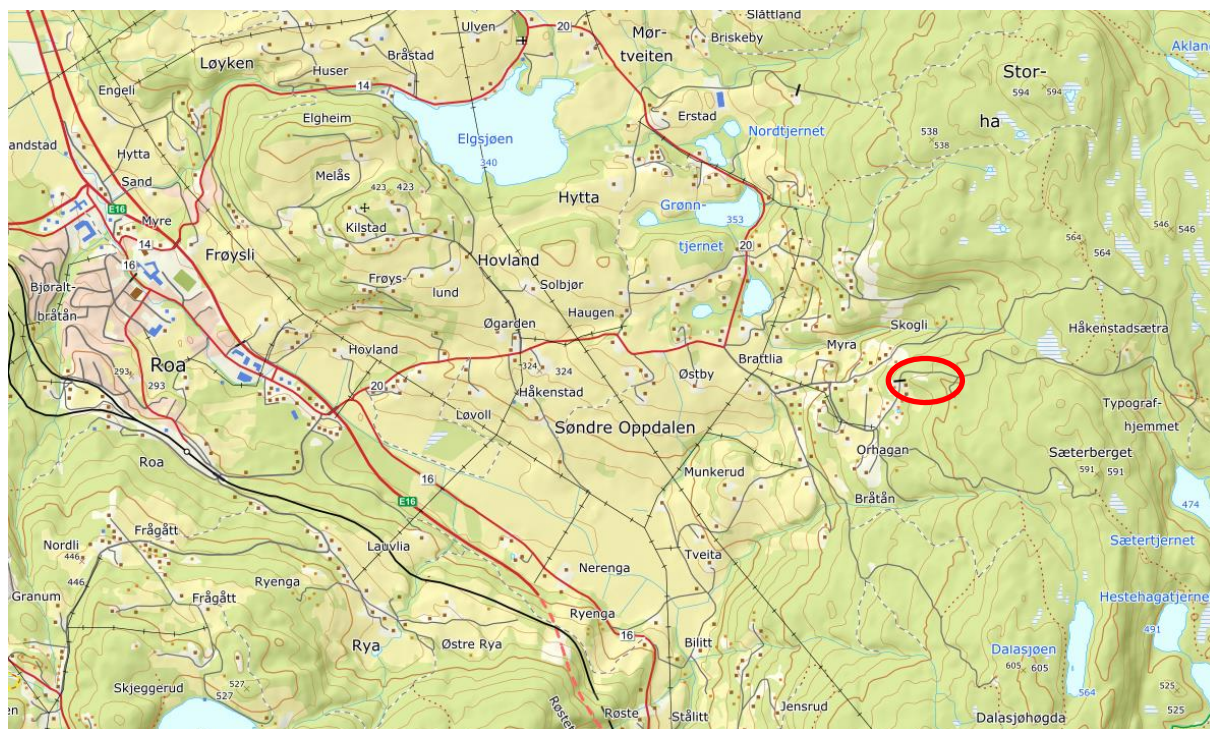 Ulven
20
Mør-
tveiten
Slåttland
Briskeby
Løyken
Huser
Bråstad
Stor-
594
594
Akland
Engeli
14
Elgheim
Erstad
Nordtjernet
ha
andstad
Elgsjøen
340
538
538
Hytta
Melås
423
423
Hytta
Sand
Grønn-
353
E16
Myre
Kilstad
tjernet
546
546
14
Frøysli
20
564
16
Hovland
Bjøralt-
bråtån
Frøys-
lund
Solbjør
Haugen
Øgarden
Skogli
Håkenstadsætra
Roa
Hovland
Myra
293
293
324
324
Østby
Brattlia
20
Håkenstad
Typograf-
hjemmet
Løvoll
Søndre Oppdalen
Roa
Orhagan
Sæterberget
591
591
16
Munkerud
E16
Bråtån
474
Frågått
Nordli
446
Lauvlia
Sætertjernet
446
Ryenga
Nerenga
Tveita
Granum
Frågått
Ryenga
Hestehagatjernet
16
491
Rya
Østre Rya
Bilitt
Dalasjøen
605
605
Skjeggerud
527
527
Røstet
564
525
525
en
Røste
Stålitt
Jensrud
Dalasjøhøgda